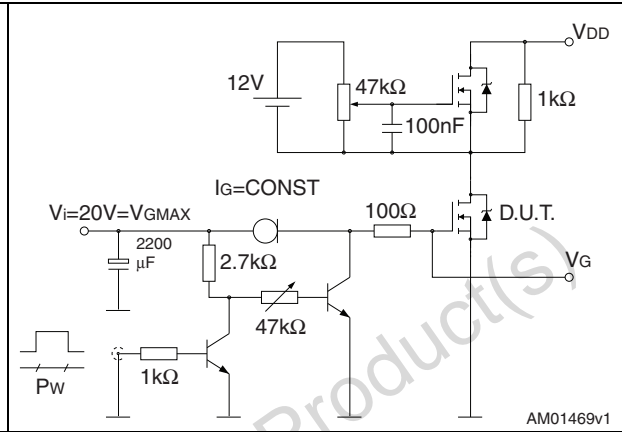 VDD
12V
47kΩ
1kΩ
100nF
IG=CONST
Vi=20V=VGMAX
100Ω
D.U.T.
2200
μF
2.7kΩ
VG
47kΩ
1kΩ
PW
Product(s)
AM01469v1